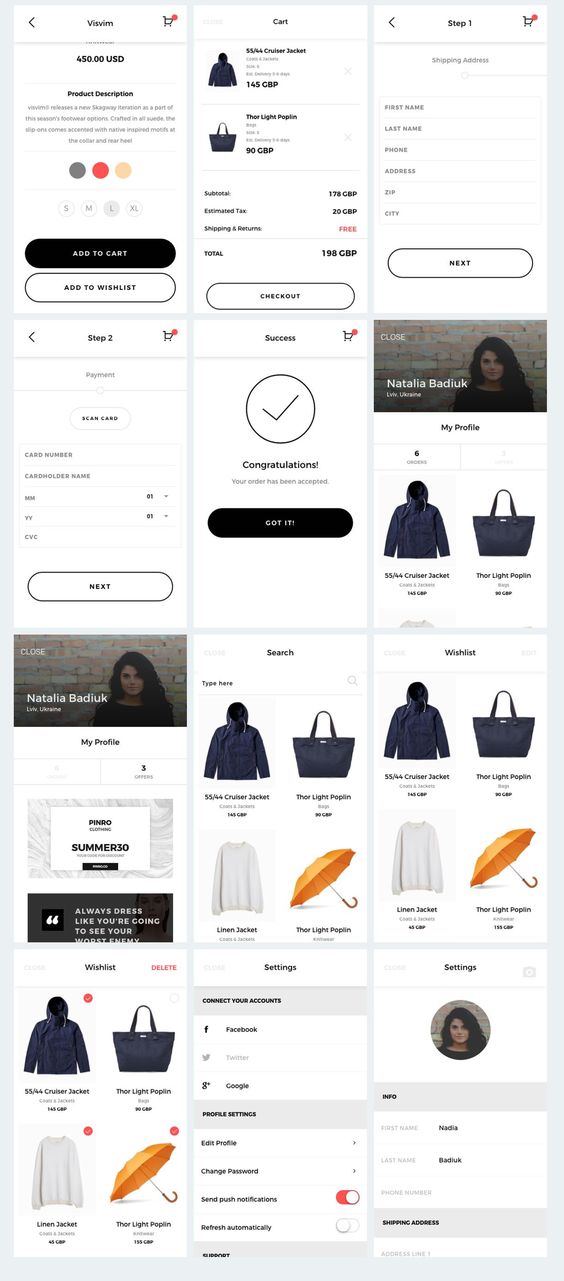 Visvim
450.00 USD
Product Description
visvim® releases a new Skagway iteration as a part of
this season's footwear options. Crafted in all suede, the
slip-ons comes accented with native inspired motifs at
the collar and rear heel
S M L XL
ADD TO CART
ADD TO WISHLIST
CLOSE Cart
55/44 Cruiser Jacket
Coats & Jackets
Size: S
Est. Delivery 5-6 days
145 GBP
Thor Light Poplin
Bags
Size: S
Est. Delivery 5-6 days
90 GBP
Subtotal: 178 GBP
Estimated Tax: 20 GBP
Shipping & Returns: FREE
TOTAL 198 GBP
CHECKOUT
Step 1
Shipping Address
FIRST NAME
LAST NAME
PHONE
ADDRESS
ZIP
CITY
NEXT
Step 2
Payment
SCAN CARD
CARD NUMBER
CARDHOLDER NAME
MM 01
YY 01
CVC
NEXT
Success
Congratulations!
Your order has been accepted.
GOT IT!
CLOSE
Natalia Badiuk
Lviv, Ukraine
My Profile
6 3
ORDERS OFFERS
55/44 Cruiser Jacket Thor Light Poplin
Coats & Jackets Bags
145 GBP 90 GBP
CLOSE
Natalia Badiuk
Lviv, Ukraine
My Profile
6 3
ORDERS OFFERS
PINRO
CLOTHING
SUMMER30
YOUR CODE FOR DISCOUNT
PINRO.CO
“ ALWAYS DRESS
LIKE YOU'RE GOING
TO SEE YOUR
WORST ENEMY
CLOSE Search
Type here
55/44 Cruiser Jacket Thor Light Poplin
Coats & Jackets Bags
145 GBP 90 GBP
Linen Jacket Thor Light Poplin
Coats & Jackets Knitwear
CLOSE Wishlist EDIT
55/44 Cruiser Jacket Thor Light Poplin
Coats & Jackets Bags
145 GBP 90 GBP
Linen Jacket Thor Light Poplin
Coats & Jackets Knitwear
45 GBP 155 GBP
CLOSE Wishlist DELETE
55/44 Cruiser Jacket Thor Light Poplin
Coats & Jackets Bags
145 GBP 90 GBP
Linen Jacket Thor Light Poplin
Coats & Jackets Knitwear
45 GBP 155 GBP
CLOSE Settings
CONNECT YOUR ACCOUNTS
f Facebook
Twitter
g+ Google
PROFILE SETTINGS
Edit Profile >
Change Password >
Send push notifications
Refresh automatically
SUPPORT
CLOSE Settings
INFO
FIRST NAME Nadia
LAST NAME Badiuk
PHONE NUMBER
SHIPPING ADDRESS
ADDRESS LINE 1